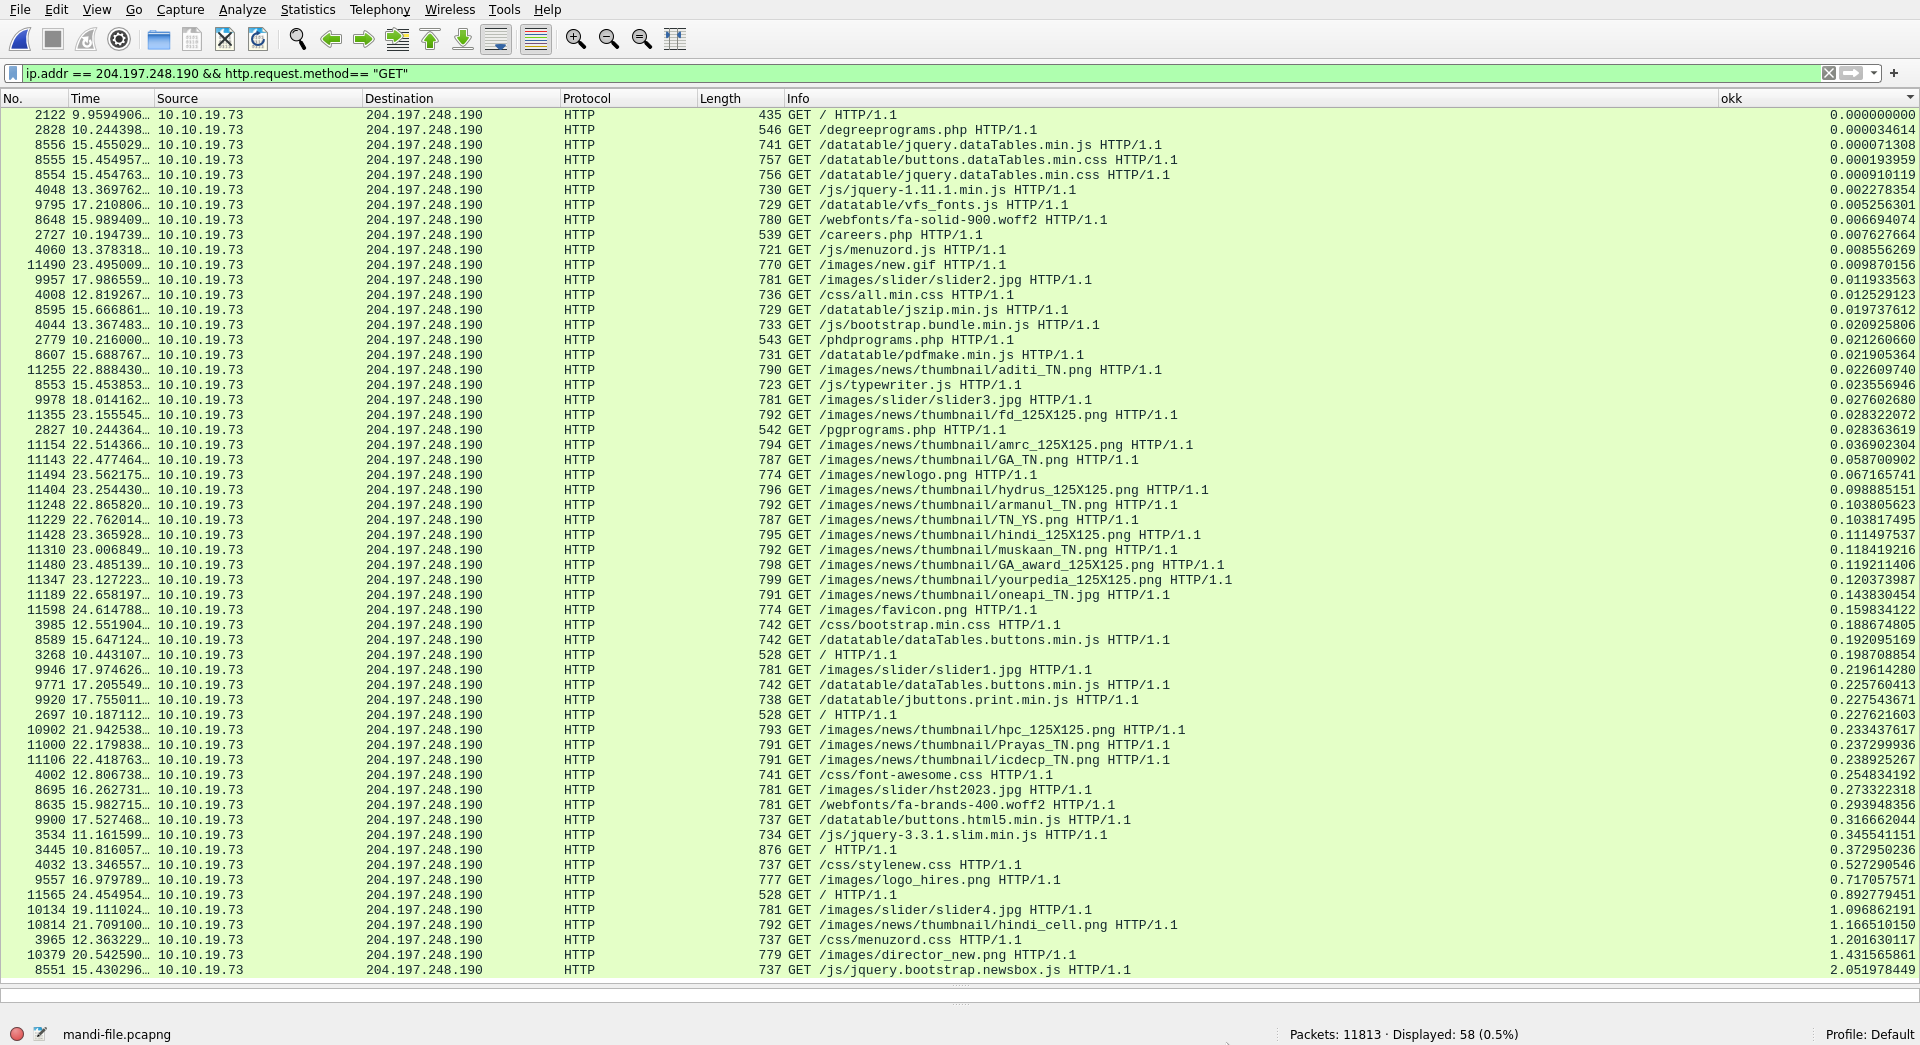 File Edit View Go Capture Analyze Statistics Telephony Wireless Tools Help
ip.addr == 204.197.248.190 && http.request.method== "GET"
No. Time Source Destination Protocol Length Info okk
2122 9.9594906… 10.10.19.73 204.197.248.190 HTTP 435 GET / HTTP/1.1 0.000000000
2828 10.244398… 10.10.19.73 204.197.248.190 HTTP 546 GET /degreeprograms.php HTTP/1.1 0.000034614
8556 15.455029… 10.10.19.73 204.197.248.190 HTTP 741 GET /datatable/jquery.dataTables.min.js HTTP/1.1 0.000071308
8555 15.454957… 10.10.19.73 204.197.248.190 HTTP 757 GET /datatable/buttons.dataTables.min.css HTTP/1.1 0.000193959
8554 15.454763… 10.10.19.73 204.197.248.190 HTTP 756 GET /datatable/jquery.dataTables.min.css HTTP/1.1 0.000910119
4048 13.369762… 10.10.19.73 204.197.248.190 HTTP 730 GET /js/jquery-1.11.1.min.js HTTP/1.1 0.002278354
9795 17.210806… 10.10.19.73 204.197.248.190 HTTP 729 GET /datatable/vfs_fonts.js HTTP/1.1 0.005256301
8648 15.989409… 10.10.19.73 204.197.248.190 HTTP 780 GET /webfonts/fa-solid-900.woff2 HTTP/1.1 0.006694074
2727 10.194739… 10.10.19.73 204.197.248.190 HTTP 539 GET /careers.php HTTP/1.1 0.007627664
4060 13.378318… 10.10.19.73 204.197.248.190 HTTP 721 GET /js/menuzord.js HTTP/1.1 0.008556269
11490 23.495009… 10.10.19.73 204.197.248.190 HTTP 770 GET /images/new.gif HTTP/1.1 0.009870156
9957 17.986559… 10.10.19.73 204.197.248.190 HTTP 781 GET /images/slider/slider2.jpg HTTP/1.1 0.011933563
4008 12.819267… 10.10.19.73 204.197.248.190 HTTP 736 GET /css/all.min.css HTTP/1.1 0.012529123
8595 15.666861… 10.10.19.73 204.197.248.190 HTTP 729 GET /datatable/jszip.min.js HTTP/1.1 0.019737612
4044 13.367483… 10.10.19.73 204.197.248.190 HTTP 733 GET /js/bootstrap.bundle.min.js HTTP/1.1 0.020925806
2779 10.216000… 10.10.19.73 204.197.248.190 HTTP 543 GET /phdprograms.php HTTP/1.1 0.021260660
8607 15.688767… 10.10.19.73 204.197.248.190 HTTP 731 GET /datatable/pdfmake.min.js HTTP/1.1 0.021905364
11255 22.888430… 10.10.19.73 204.197.248.190 HTTP 790 GET /images/news/thumbnail/aditi_TN.png HTTP/1.1 0.022609740
8553 15.453853… 10.10.19.73 204.197.248.190 HTTP 723 GET /js/typewriter.js HTTP/1.1 0.023556946
9978 18.014162… 10.10.19.73 204.197.248.190 HTTP 781 GET /images/slider/slider3.jpg HTTP/1.1 0.027602680
11355 23.155545… 10.10.19.73 204.197.248.190 HTTP 792 GET /images/news/thumbnail/fd_125X125.png HTTP/1.1 0.028322072
2827 10.244364… 10.10.19.73 204.197.248.190 HTTP 542 GET /pgprograms.php HTTP/1.1 0.028363619
11154 22.514366… 10.10.19.73 204.197.248.190 HTTP 794 GET /images/news/thumbnail/amrc_125X125.png HTTP/1.1 0.036902304
11143 22.477464… 10.10.19.73 204.197.248.190 HTTP 787 GET /images/news/thumbnail/GA_TN.png HTTP/1.1 0.058700902
11494 23.562175… 10.10.19.73 204.197.248.190 HTTP 774 GET /images/newlogo.png HTTP/1.1 0.067165741
11404 23.254430… 10.10.19.73 204.197.248.190 HTTP 796 GET /images/news/thumbnail/hydrus_125X125.png HTTP/1.1 0.098885151
11248 22.865820… 10.10.19.73 204.197.248.190 HTTP 792 GET /images/news/thumbnail/armanul_TN.png HTTP/1.1 0.103805623
11229 22.762014… 10.10.19.73 204.197.248.190 HTTP 787 GET /images/news/thumbnail/TN_YS.png HTTP/1.1 0.103817495
11428 23.365928… 10.10.19.73 204.197.248.190 HTTP 795 GET /images/news/thumbnail/hindi_125X125.png HTTP/1.1 0.111497537
11310 23.006849… 10.10.19.73 204.197.248.190 HTTP 792 GET /images/news/thumbnail/muskaan_TN.png HTTP/1.1 0.118419216
11480 23.485139… 10.10.19.73 204.197.248.190 HTTP 798 GET /images/news/thumbnail/GA_award_125X125.png HTTP/1.1 0.119211406
11347 23.127223… 10.10.19.73 204.197.248.190 HTTP 799 GET /images/news/thumbnail/yourpedia_125X125.png HTTP/1.1 0.120373987
11189 22.658197… 10.10.19.73 204.197.248.190 HTTP 791 GET /images/news/thumbnail/oneapi_TN.jpg HTTP/1.1 0.143830454
11598 24.614788… 10.10.19.73 204.197.248.190 HTTP 774 GET /images/favicon.png HTTP/1.1 0.159834122
3985 12.551904… 10.10.19.73 204.197.248.190 HTTP 742 GET /css/bootstrap.min.css HTTP/1.1 0.188674805
8589 15.647124… 10.10.19.73 204.197.248.190 HTTP 742 GET /datatable/dataTables.buttons.min.js HTTP/1.1 0.192095169
3268 10.443107… 10.10.19.73 204.197.248.190 HTTP 528 GET / HTTP/1.1 0.198708854
9946 17.974626… 10.10.19.73 204.197.248.190 HTTP 781 GET /images/slider/slider1.jpg HTTP/1.1 0.219614280
9771 17.205549… 10.10.19.73 204.197.248.190 HTTP 742 GET /datatable/dataTables.buttons.min.js HTTP/1.1 0.225760413
9920 17.755011… 10.10.19.73 204.197.248.190 HTTP 738 GET /datatable/jbuttons.print.min.js HTTP/1.1 0.227543671
2697 10.187112… 10.10.19.73 204.197.248.190 HTTP 528 GET / HTTP/1.1 0.227621603
10902 21.942538… 10.10.19.73 204.197.248.190 HTTP 793 GET /images/news/thumbnail/hpc_125X125.png HTTP/1.1 0.233437617
11000 22.179838… 10.10.19.73 204.197.248.190 HTTP 791 GET /images/news/thumbnail/Prayas_TN.png HTTP/1.1 0.237299936
11106 22.418763… 10.10.19.73 204.197.248.190 HTTP 791 GET /images/news/thumbnail/icdecp_TN.png HTTP/1.1 0.238925267
4002 12.806738… 10.10.19.73 204.197.248.190 HTTP 741 GET /css/font-awesome.css HTTP/1.1 0.254834192
8695 16.262731… 10.10.19.73 204.197.248.190 HTTP 781 GET /images/slider/hst2023.jpg HTTP/1.1 0.273322318
8635 15.982715… 10.10.19.73 204.197.248.190 HTTP 781 GET /webfonts/fa-brands-400.woff2 HTTP/1.1 0.293948356
9900 17.527468… 10.10.19.73 204.197.248.190 HTTP 737 GET /datatable/buttons.html5.min.js HTTP/1.1 0.316662044
3534 11.161599… 10.10.19.73 204.197.248.190 HTTP 734 GET /js/jquery-3.3.1.slim.min.js HTTP/1.1 0.345541151
3445 10.816057… 10.10.19.73 204.197.248.190 HTTP 876 GET / HTTP/1.1 0.372950236
4032 13.346557… 10.10.19.73 204.197.248.190 HTTP 737 GET /css/stylenew.css HTTP/1.1 0.527290546
9557 16.979789… 10.10.19.73 204.197.248.190 HTTP 777 GET /images/logo_hires.png HTTP/1.1 0.717057571
11565 24.454954… 10.10.19.73 204.197.248.190 HTTP 528 GET / HTTP/1.1 0.892779451
10134 19.111024… 10.10.19.73 204.197.248.190 HTTP 781 GET /images/slider/slider4.jpg HTTP/1.1 1.096862191
10814 21.709100… 10.10.19.73 204.197.248.190 HTTP 792 GET /images/news/thumbnail/hindi_cell.png HTTP/1.1 1.166510150
3965 12.363229… 10.10.19.73 204.197.248.190 HTTP 737 GET /css/menuzord.css HTTP/1.1 1.201630117
10379 20.542590… 10.10.19.73 204.197.248.190 HTTP 779 GET /images/director_new.png HTTP/1.1 1.431565861
8551 15.430296… 10.10.19.73 204.197.248.190 HTTP 737 GET /js/jquery.bootstrap.newsbox.js HTTP/1.1 2.051978449
mandi-file.pcapng Packets: 11813 · Displayed: 58 (0.5%) Profile: Default